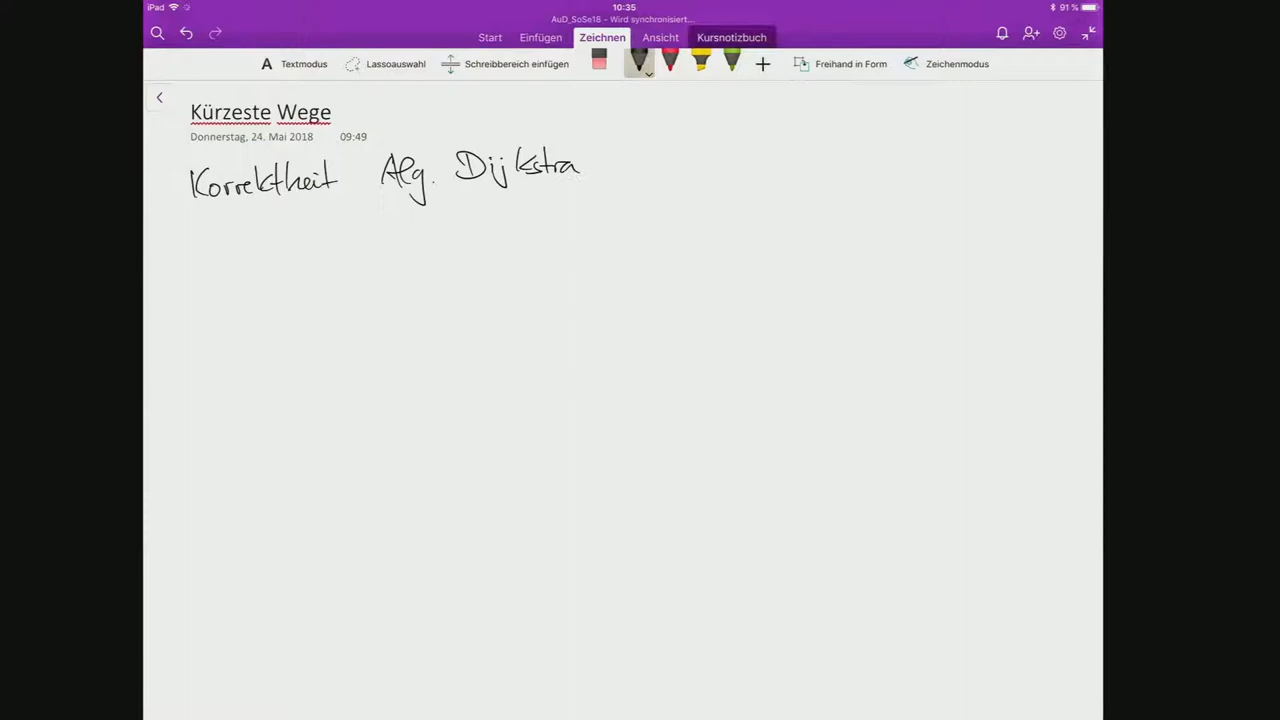 iPad 10:35 91 %
AuD_SoSe18 - Wird synchronisiert...
Start Einfügen Zeichnen Ansicht Kursnotizbuch
A Textmodus Lassoauswahl Schreibbereich einfügen Freihand in Form Zeichenmodus
Kürzeste Wege
Donnerstag, 24. Mai 2018 09:49
Korrektheit Alg. Dijkstra